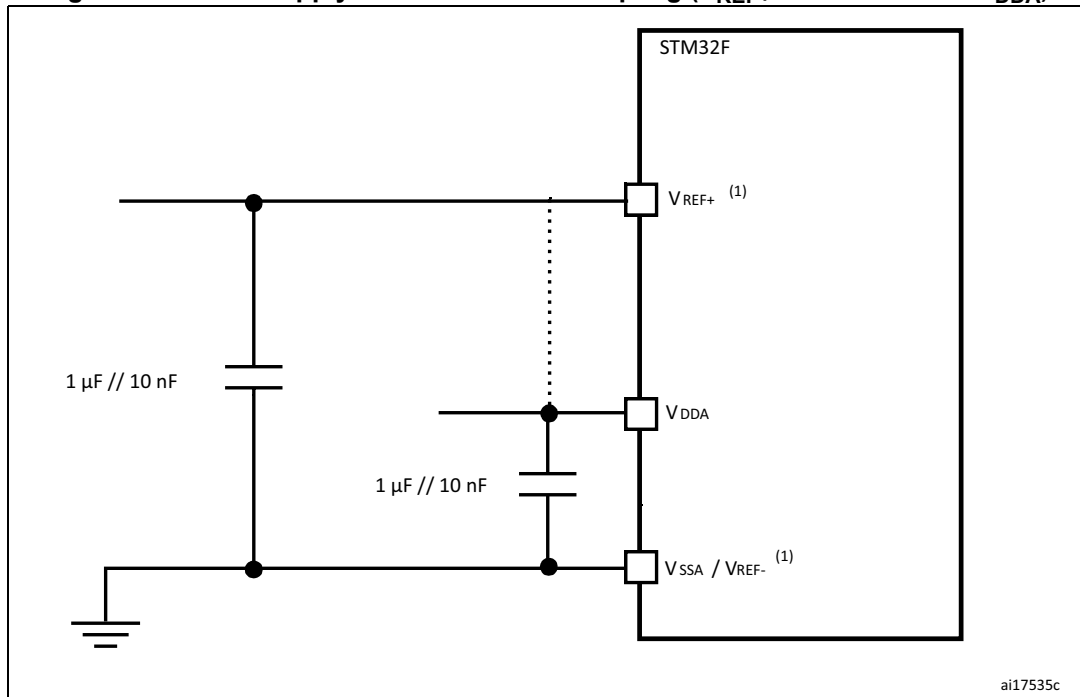 STM32F
VREF+ (1)
1 µF // 10 nF
VDDA
1 µF // 10 nF
VSSA / VREF- (1)
ai17535c